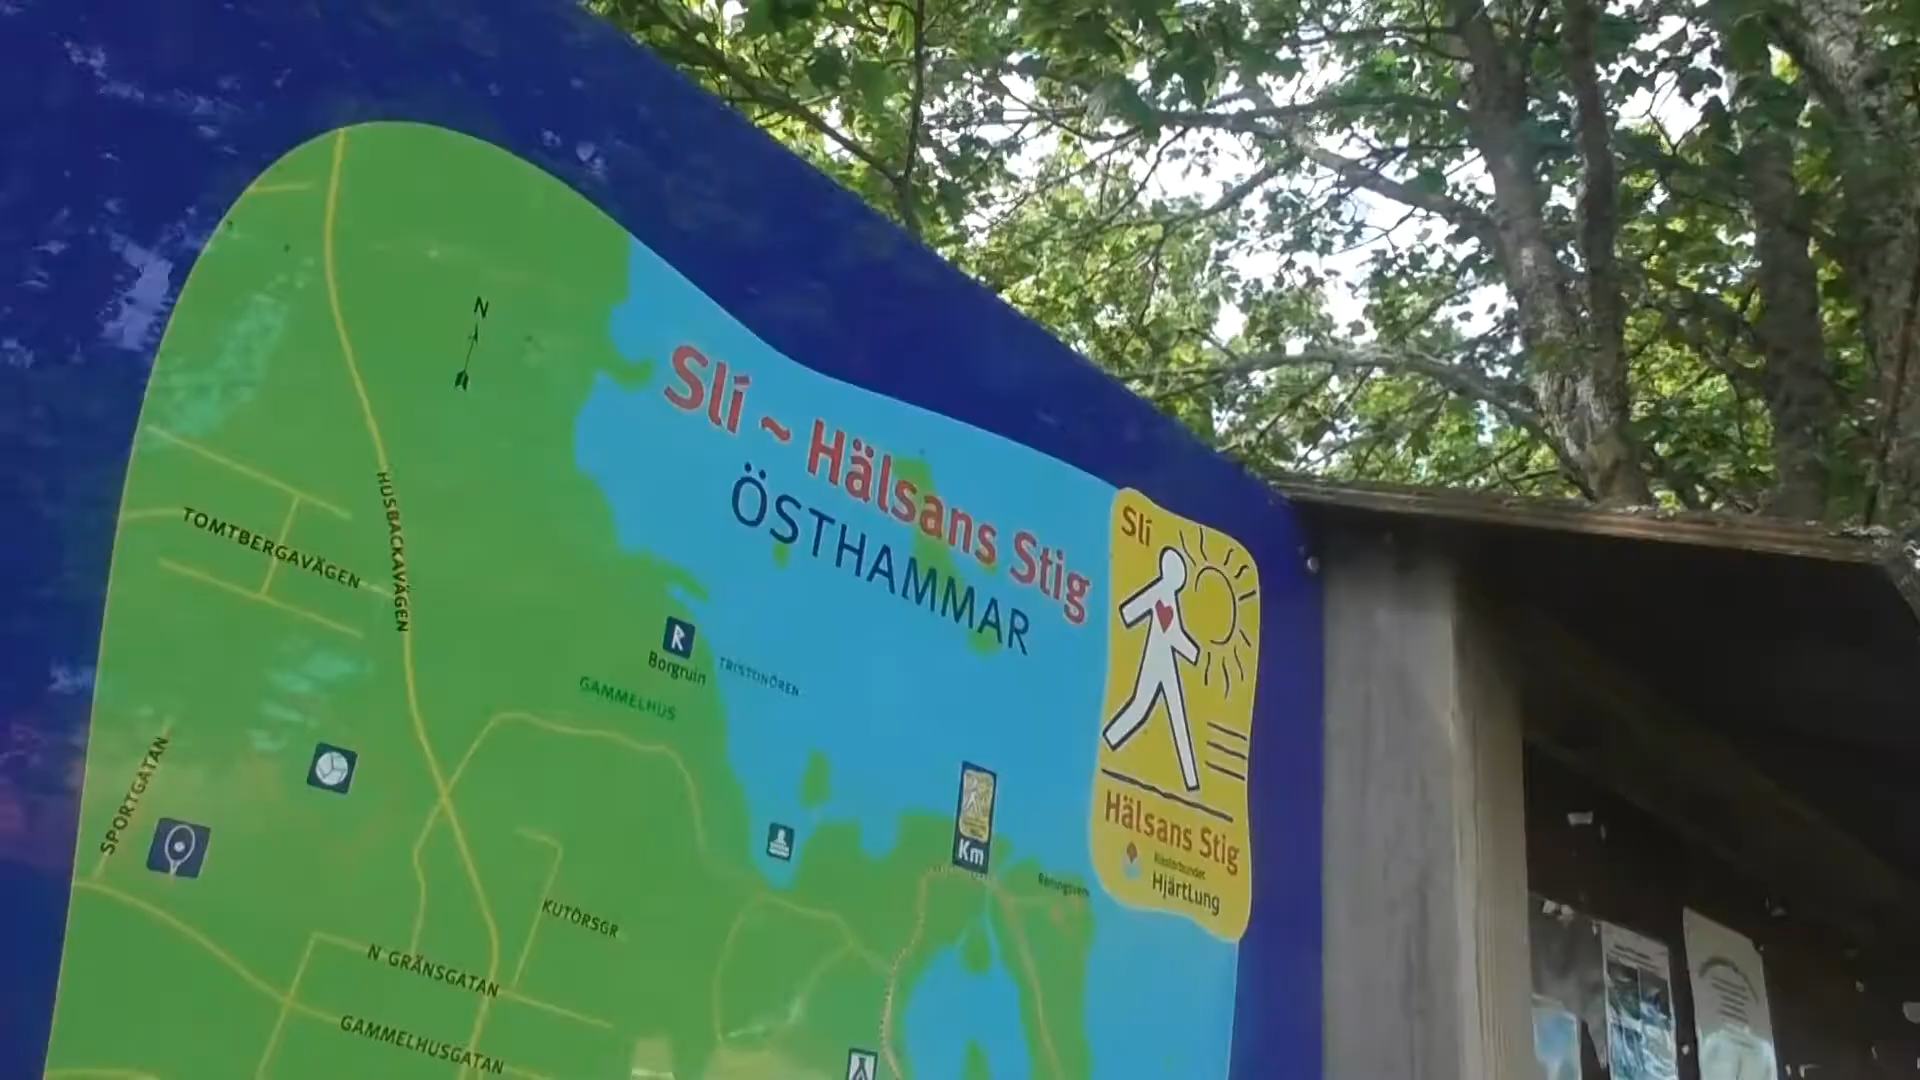 N
Slí ~ Hälsans Stig
ÖSTHAMMAR
Slí
HUSBACKAVÄGEN
TOMTBERGAVÄGEN
R
Borgruin
TRISTONÖREN
GAMMELHUS
SPORTGATAN
Km
Hälsans Stig
HjärtLung
KUTÖRSGR
N GRÄNSGATAN
GAMMELHUSGATAN